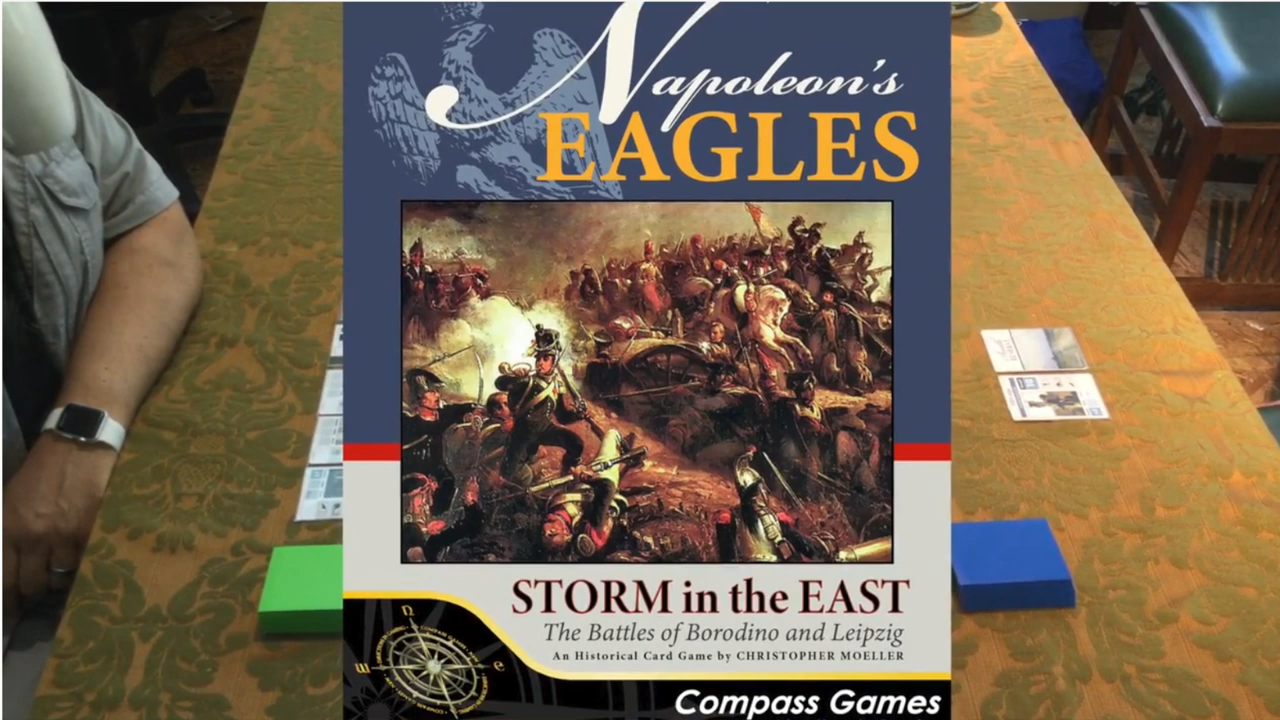 Napoleon's
EAGLES
STORM in the EAST
The Battles of Borodino and Leipzig
An Historical Card Game by CHRISTOPHER MOELLER
n
w
e
Compass Games